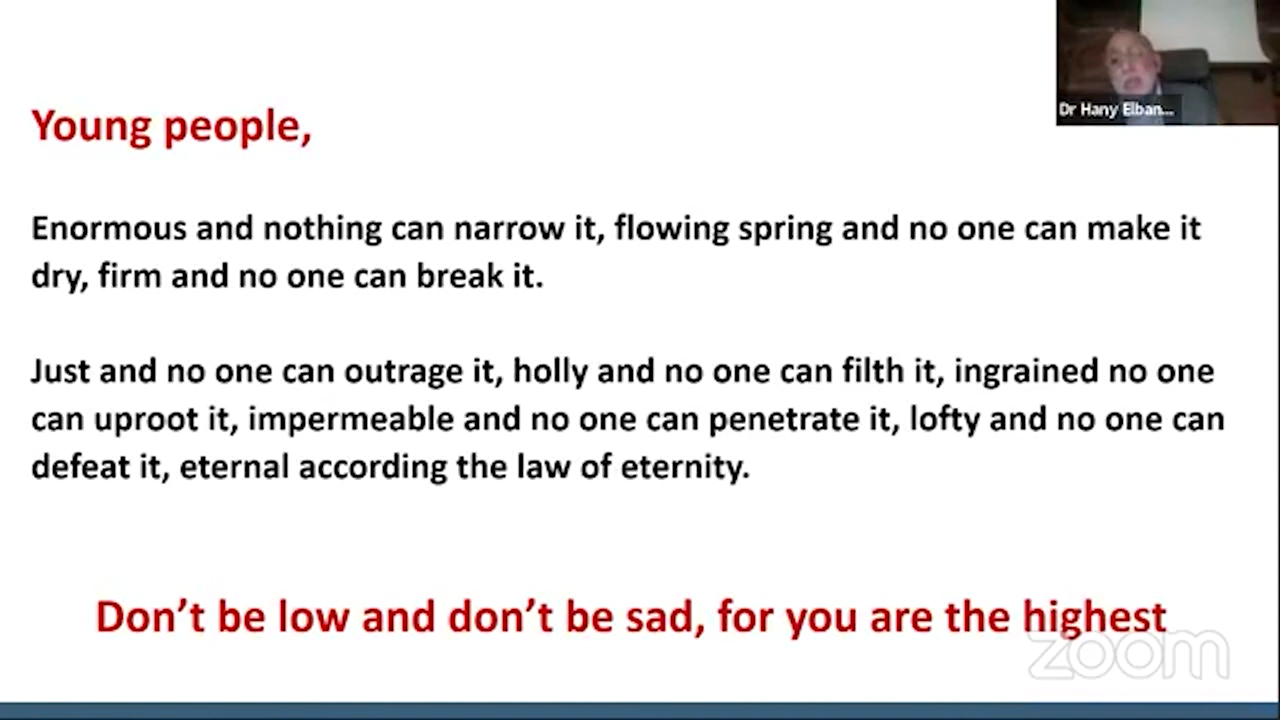 Dr Hany Elban...
Young people,
Enormous and nothing can narrow it, flowing spring and no one can make it
dry, firm and no one can break it.
Just and no one can outrage it, holly and no one can filth it, ingrained no one
can uproot it, impermeable and no one can penetrate it, lofty and no one can
defeat it, eternal according the law of eternity.
Don’t be low and don’t be sad, for you are the highest
zoom